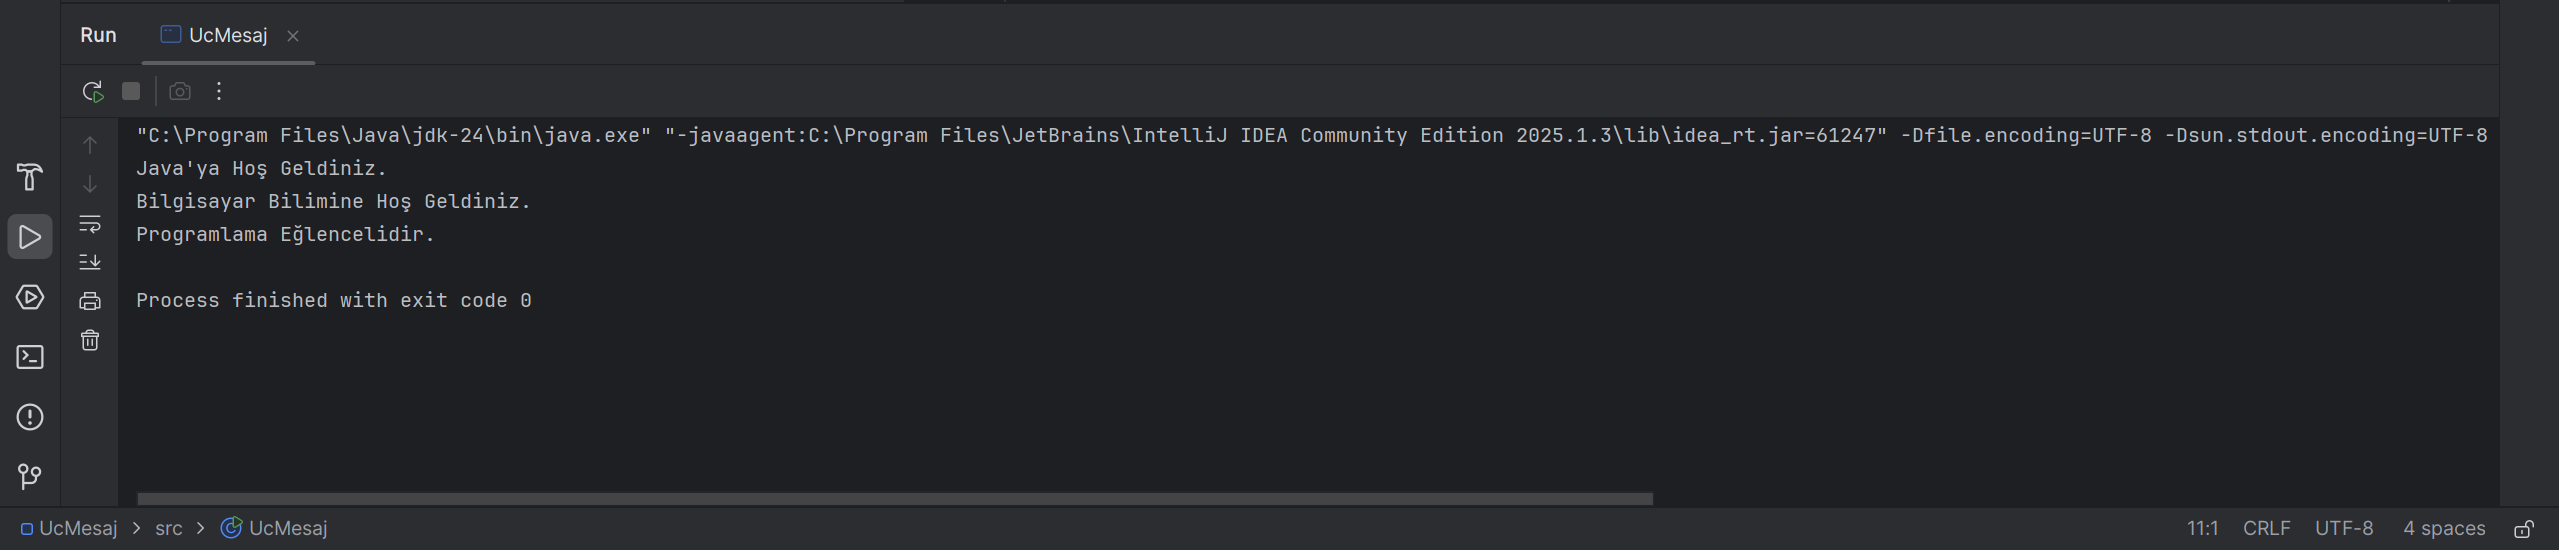 Run UcMesaj
"C:\Program Files\Java\jdk-24\bin\java.exe" "-javaagent:C:\Program Files\JetBrains\IntelliJ IDEA Community Edition 2025.1.3\lib\idea_rt.jar=61247" -Dfile.encoding=UTF-8 -Dsun.stdout.encoding=UTF-8
Java'ya Hoş Geldiniz.
Bilgisayar Bilimine Hoş Geldiniz.
Programlama Eğlencelidir.
Process finished with exit code 0
UcMesaj > src > UcMesaj 11:1 CRLF UTF-8 4 spaces